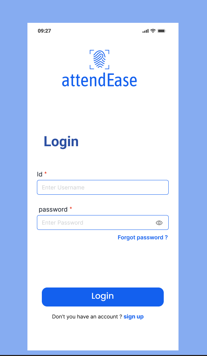 09:27
attendEase
Login
Id *
Enter Username
password *
Enter Password
Forgot password ?
Login
Don't you have an account ? sign up